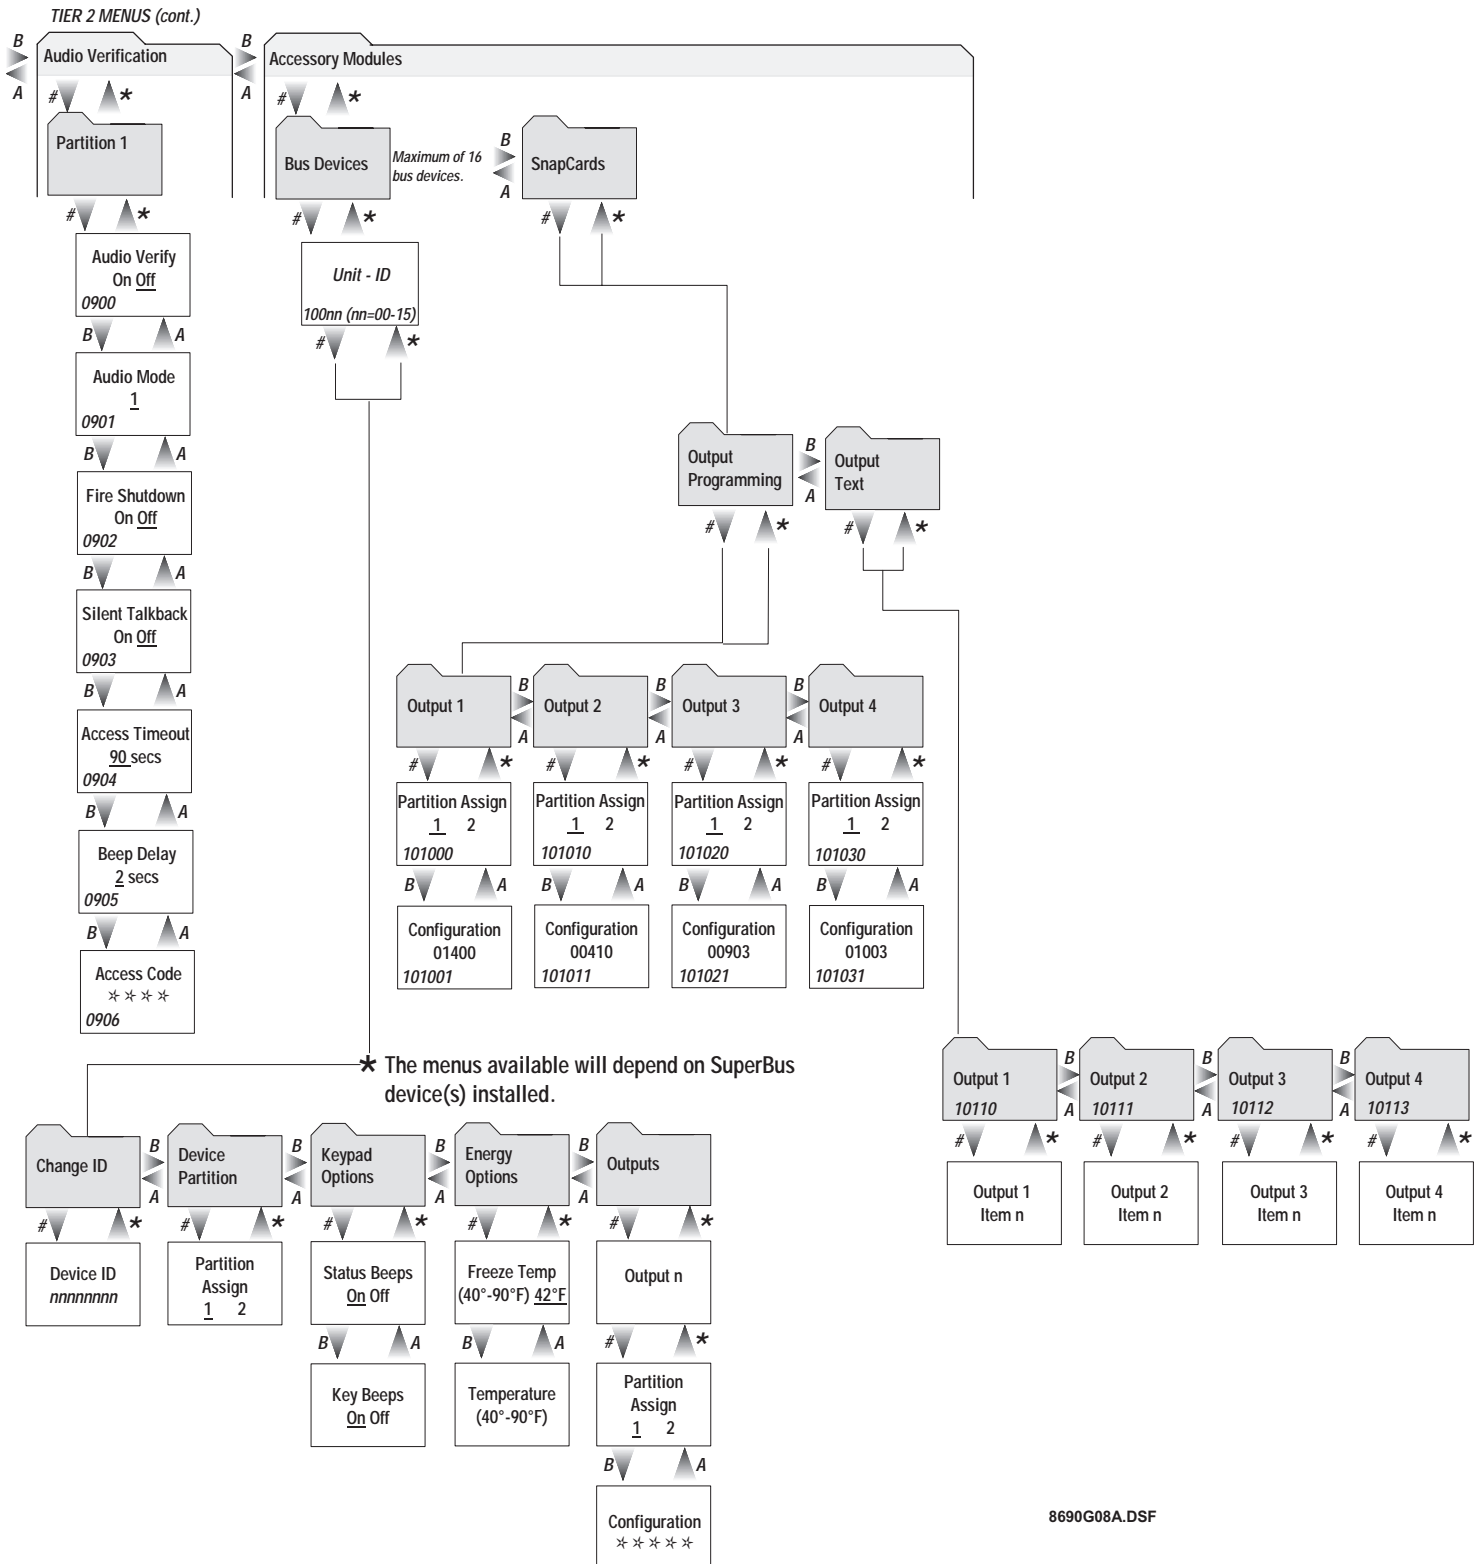 TIER 2 MENUS (cont.)
B
A
Audio Verification
B
A
Accessory Modules
# *
Partition 1
# *
Audio Verify
On Off
0900
B A
Audio Mode
1
0901
B A
Fire Shutdown
On Off
0902
B A
Silent Talkback
On Off
0903
B A
Access Timeout
90 secs
0904
B A
Beep Delay
2 secs
0905
B A
Access Code
* * * *
0906
# *
Bus Devices
Maximum of 16
bus devices.
B
A
SnapCards
# *
Unit - ID
100nn (nn=00-15)
# *
# *
Output
Programming
B
A
Output
Text
# *
# *
Output 1
B
A
Output 2
B
A
Output 3
B
A
Output 4
# *
# *
# *
# *
Partition Assign
1 2
101000
Partition Assign
1 2
101010
Partition Assign
1 2
101020
Partition Assign
1 2
101030
B A
B A
B A
B A
Configuration
01400
101001
Configuration
00410
101011
Configuration
00903
101021
Configuration
01003
101031
* The menus available will depend on SuperBus
device(s) installed.
Output 1
10110
B
A
Output 2
10111
B
A
Output 3
10112
B
A
Output 4
10113
# *
# *
# *
# *
Output 1
Item n
Output 2
Item n
Output 3
Item n
Output 4
Item n
Change ID
B
A
Device
Partition
B
A
Keypad
Options
B
A
Energy
Options
B
A
Outputs
# *
# *
# *
# *
# *
Device ID
nnnnnnnn
Partition
Assign
1 2
Status Beeps
On Off
B A
Key Beeps
On Off
Freeze Temp
(40°-90°F) 42°F
B A
Temperature
(40°-90°F)
Output n
# *
Partition
Assign
1 2
B A
Configuration
* * * * *
8690G08A.DSF